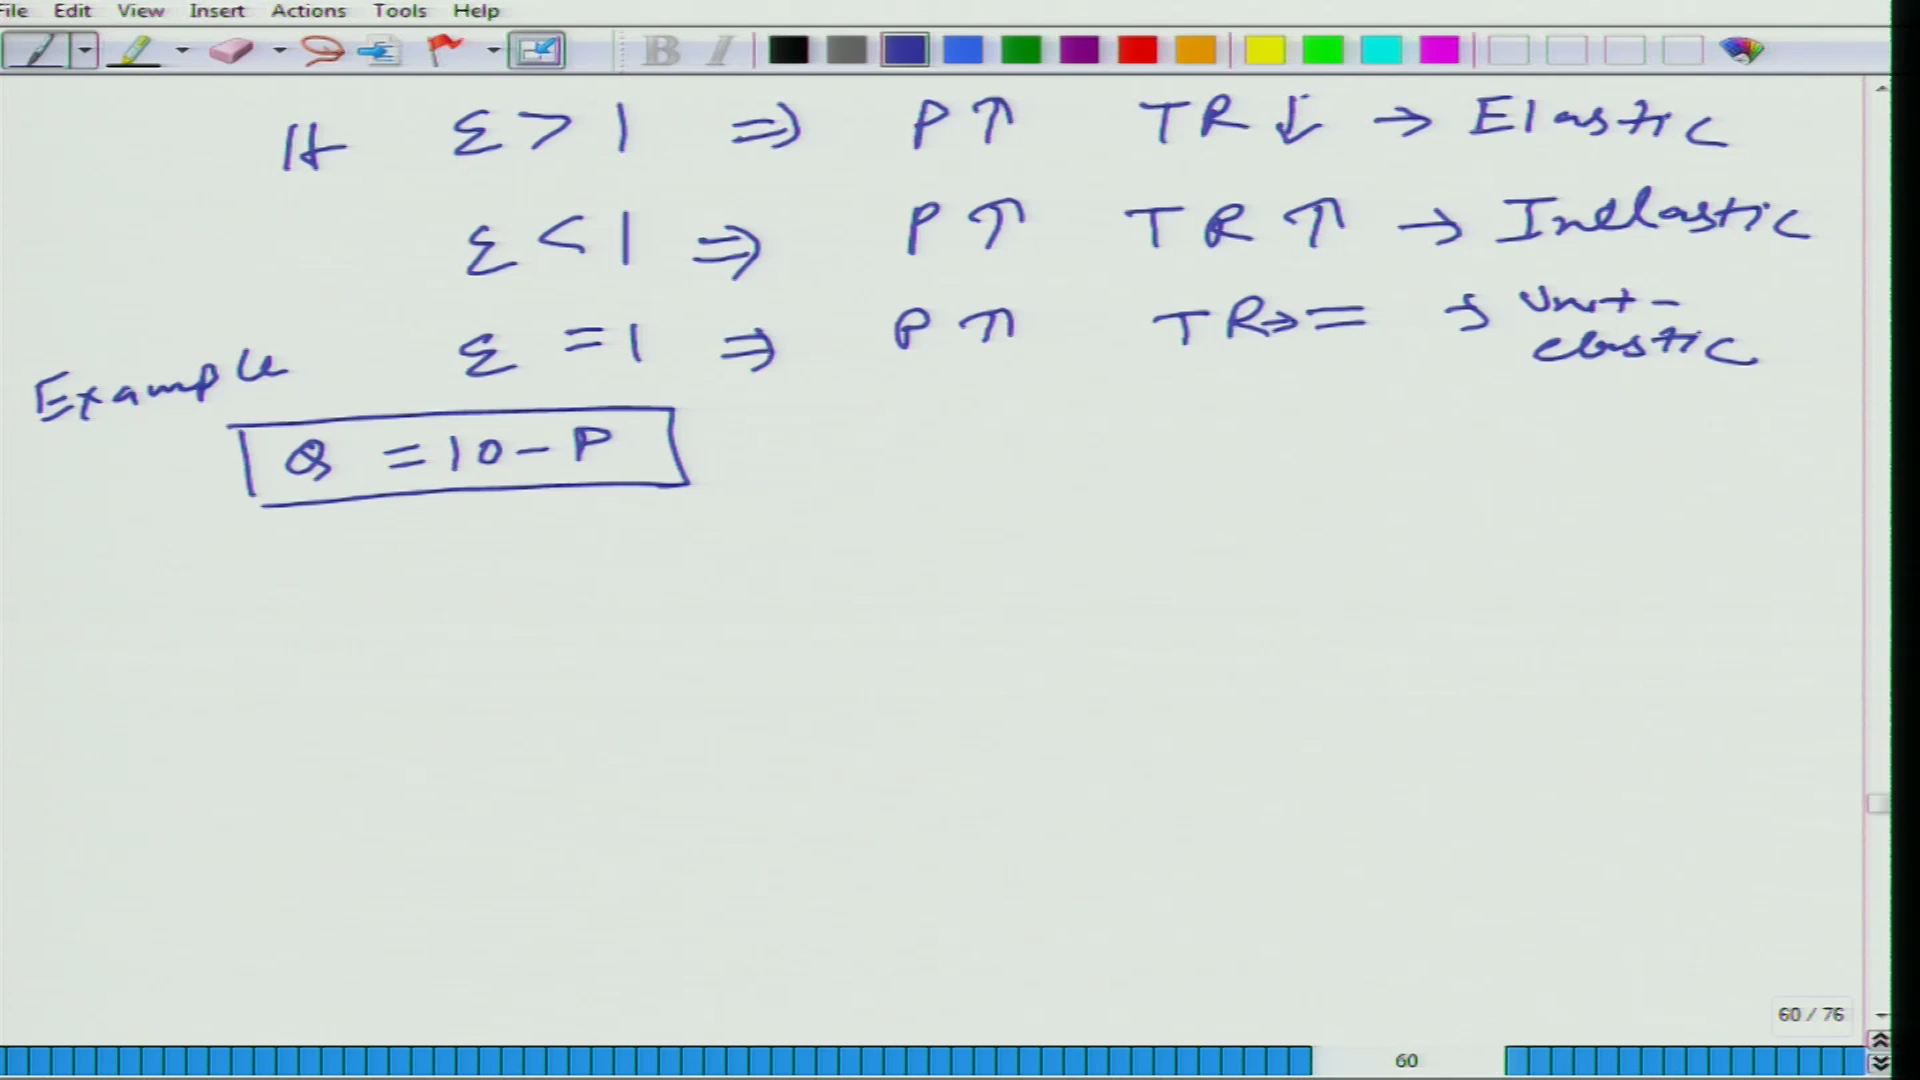 File Edit View Insert Actions Tools Help
B I
If ε > 1 ⇒ P ↑ TR ↓ → Elastic
ε < 1 ⇒ P ↑ TR ↑ → Inelastic
ε = 1 ⇒ P ↑ TR → = → Unit-
elastic
Example
Q = 10 - P
60 / 76
60